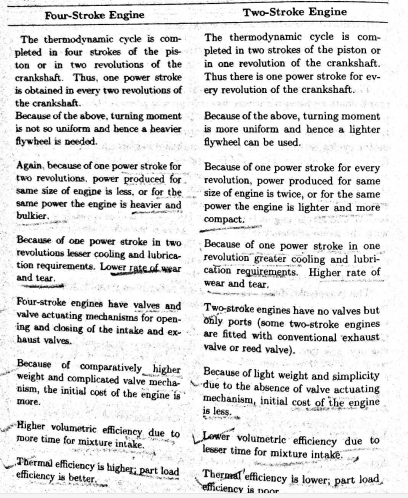 Four-Stroke Engine
Two-Stroke Engine
The thermodynamic cycle is com-
pleted in four strokes of the pis-
ton or in two revolutions of the
crankshaft. Thus, one power stroke
is obtained in every two revolutions of
the crankshaft.
Because of the above, turning moment
is not so uniform and hence a heavier
flywheel is needed.
Again, because of one power stroke for
two revolutions, power produced for
same size of engine is less, or for the
same power the engine is heavier and
bulkier.
Because of one power stroke in two
revolutions lesser cooling and lubrica-
tion requirements. Lower rate of wear
and tear.
Four-stroke engines have valves and
valve actuating mechanisms for open-
ing and closing of the intake and ex-
haust valves.
Because of comparatively higher
weight and complicated valve mecha-
nism, the initial cost of the engine is
more.
Higher volumetric efficiency due to
more time for mixture intake.
Thermal efficiency is higher; part load
efficiency is better.
The thermodynamic cycle is com-
pleted in two strokes of the piston or
in one revolution of the crankshaft.
Thus there is one power stroke for ev-
ery revolution of the crankshaft.
Because of the above, turning moment
is more uniform and hence a lighter
flywheel can be used.
Because of one power stroke for every
revolution, power produced for same
size of engine is twice, or for the same
power the engine is lighter and more
compact.
Because of one power stroke in one
revolution greater cooling and lubri-
cation requirements. Higher rate of
wear and tear.
Two-stroke engines have no valves but
only ports (some two-stroke engines
are fitted with conventional exhaust
valve or reed valve).
Because of light weight and simplicity
due to the absence of valve actuating
mechanism, initial cost of the engine
is less.
Lower volumetric efficiency due to
lesser time for mixture intake.
Thermal efficiency is lower; part load
efficiency is poor